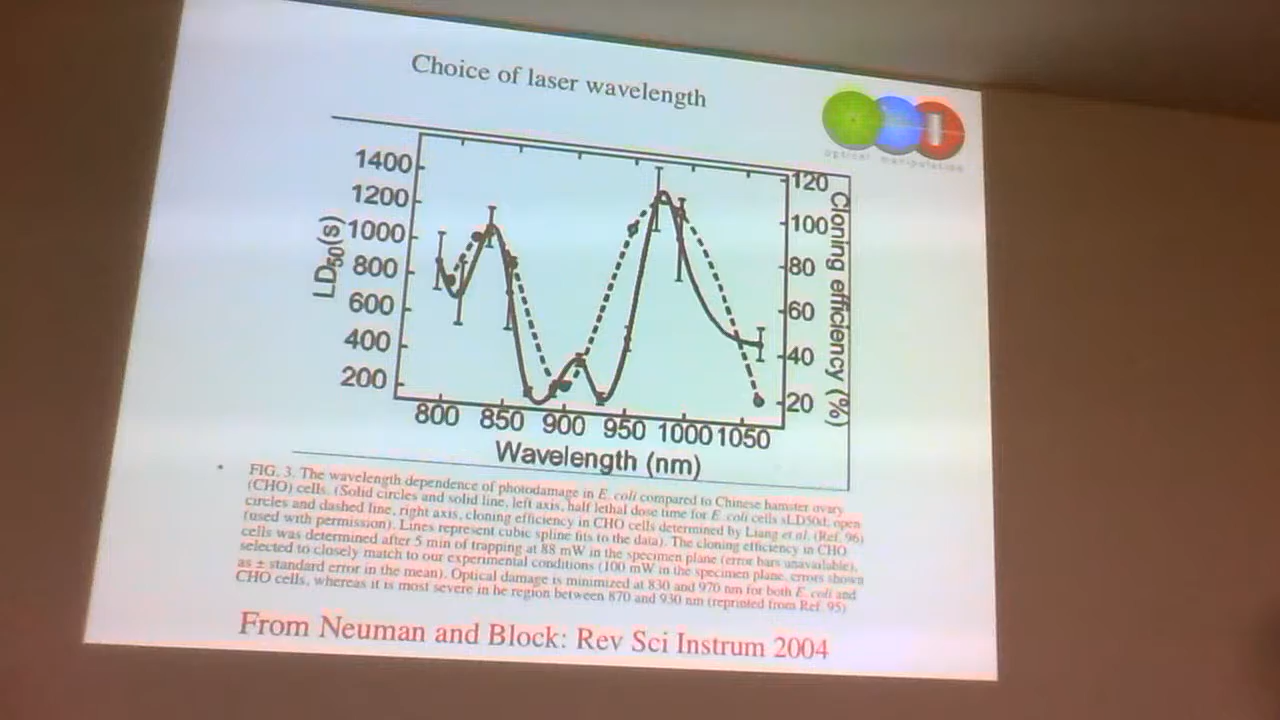 Choice of laser wavelength
optical manipulation
1400
1200
1000
800
600
400
200
LD50(s)
120
100
80
60
40
20
Cloning efficiency (%)
800 850 900 950 1000 1050
Wavelength (nm)
• FIG. 3. The wavelength dependence of photodamage in E. coli compared to Chinese hamster ovary
(CHO) cells. (Solid circles and solid line, left axis, half lethal dose time for E. coli cells sLD50d; open
circles and dashed line, right axis, cloning efficiency in CHO cells determined by Liang et al. (Ref. 96)
(used with permission). Lines represent cubic spline fits to the data). The cloning efficiency in CHO
cells was determined after 5 min of trapping at 88 mW in the specimen plane (error bars unavailable),
selected to closely match to our experimental conditions (100 mW in the specimen plane, errors shown
as ± standard error in the mean). Optical damage is minimized at 830 and 970 nm for both E. coli and
CHO cells, whereas it is most severe in he region between 870 and 930 nm (reprinted from Ref. 95)
From Neuman and Block: Rev Sci Instrum 2004